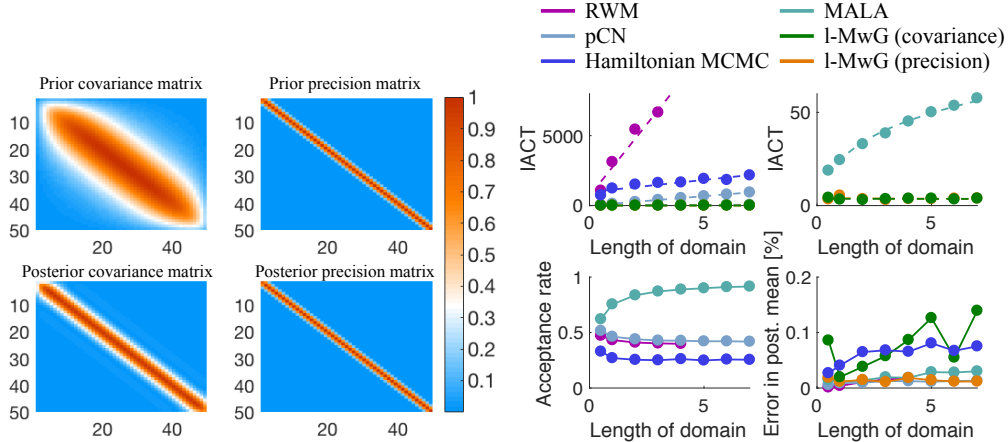 RWM
pCN
Hamiltonian MCMC
MALA
l-MwG (covariance)
l-MwG (precision)
Prior covariance matrix
Prior precision matrix
10
20
30
40
50
20
40
20
40
Posterior covariance matrix
Posterior precision matrix
10
20
30
40
50
20
40
20
40
1
0.9
0.8
0.7
0.6
0.5
0.4
0.3
0.2
0.1
IACT
5000
0
0
5
Length of domain
IACT
50
0
0
5
Length of domain
Acceptance rate
1
0.5
0
0
5
Length of domain
Error in post. mean [%]
0.2
0.1
0
0
5
Length of domain